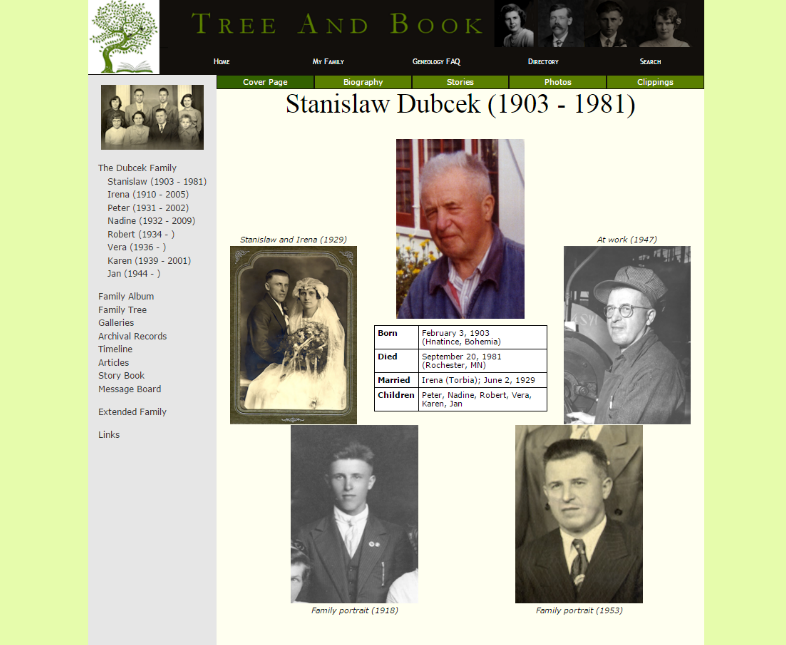 Tree And Book
Home My Family Geneology FAQ Directory Search
Cover Page Biography Stories Photos Clippings
The Dubcek Family
Stanislaw (1903 - 1981)
Irena (1910 - 2005)
Peter (1931 - 2002)
Nadine (1932 - 2009)
Robert (1934 - )
Vera (1936 - )
Karen (1939 - 2001)
Jan (1944 - )
Family Album
Family Tree
Galleries
Archival Records
Timeline
Articles
Story Book
Message Board
Extended Family
Links
Stanislaw Dubcek (1903 - 1981)
Stanislaw and Irena (1929)
At work (1947)
Born February 3, 1903
(Hnatince, Bohemia)
Died September 20, 1981
(Rochester, MN)
Married Irena (Torbia); June 2, 1929
Children Peter, Nadine, Robert, Vera,
Karen, Jan
Family portrait (1918)
Family portrait (1953)